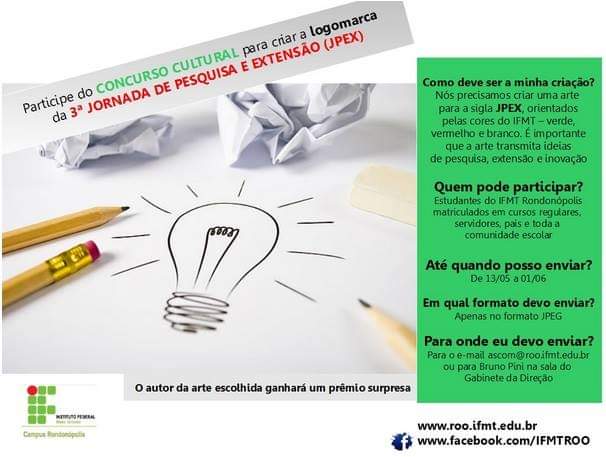 Participe do CONCURSO CULTURAL para criar a logomarca
da 3ª JORNADA DE PESQUISA E EXTENSÃO (JPEX)
Como deve ser a minha criação?
Nós precisamos criar uma arte
para a sigla JPEX, orientados
pelas cores do IFMT – verde,
vermelho e branco. É importante
que a arte transmita ideias
de pesquisa, extensão e inovação
Quem pode participar?
Estudantes do IFMT Rondonópolis
matriculados em cursos regulares,
servidores, pais e toda a
comunidade escolar
Até quando posso enviar?
De 13/05 a 01/06
Em qual formato devo enviar?
Apenas no formato JPEG
Para onde eu devo enviar?
Para o e-mail ascom@roo.ifmt.edu.br
ou para Bruno Pini na sala do
Gabinete da Direção
O autor da arte escolhida ganhará um prêmio surpresa
INSTITUTO FEDERAL
Mato Grosso
Campus Rondonópolis
www.roo.ifmt.edu.br
www.facebook.com/IFMTROO